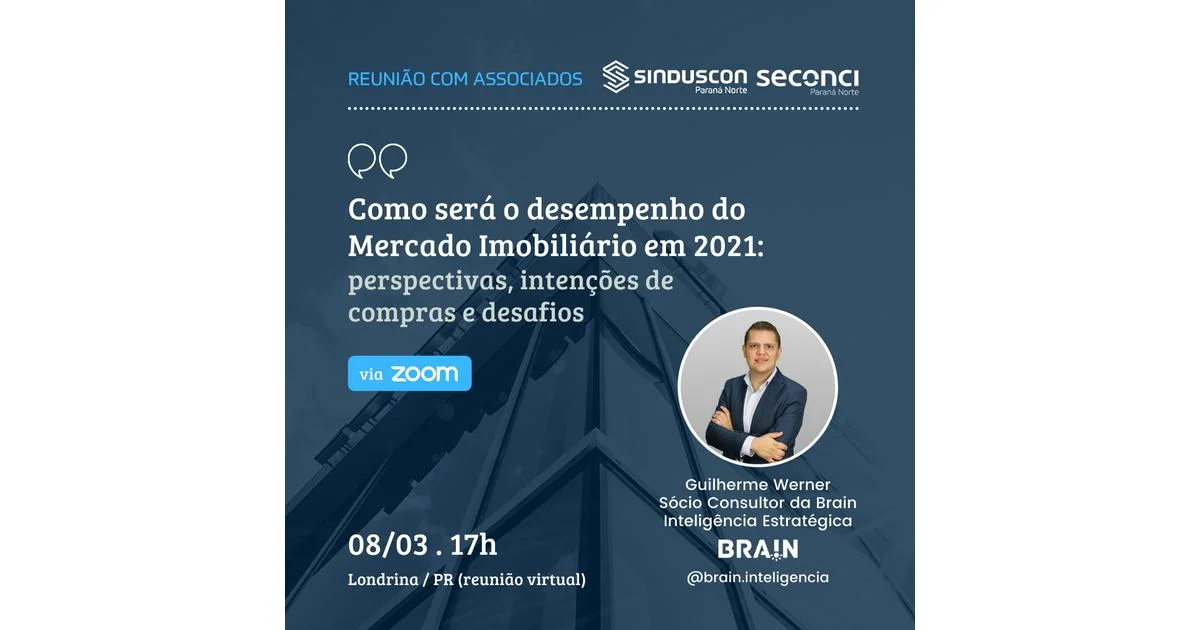 REUNIÃO COM ASSOCIADOS
SINDUSCON
Paraná Norte
seconci
Paraná Norte
Como será o desempenho do
Mercado Imobiliário em 2021:
perspectivas, intenções de
compras e desafios
via zoom
Guilherme Werner
Sócio Consultor da Brain
Inteligência Estratégica
BRAIN
@brain.inteligencia
08/03 . 17h
Londrina / PR (reunião virtual)